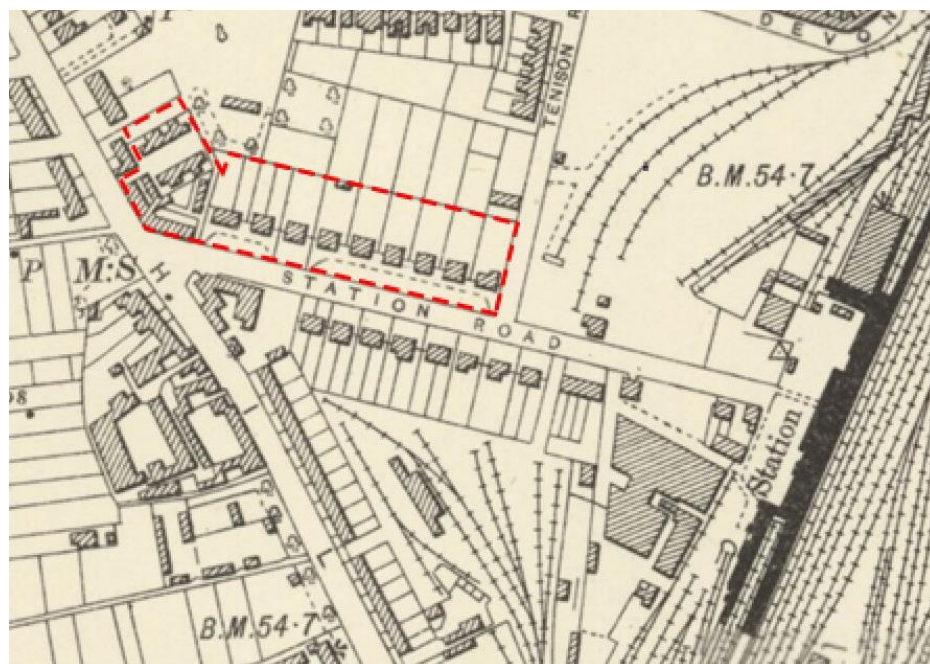 P
DEVON
TENISON R
B.M.54·7
P M:S
H
STATION ROAD
I
L
L
Station
B.M.54·7